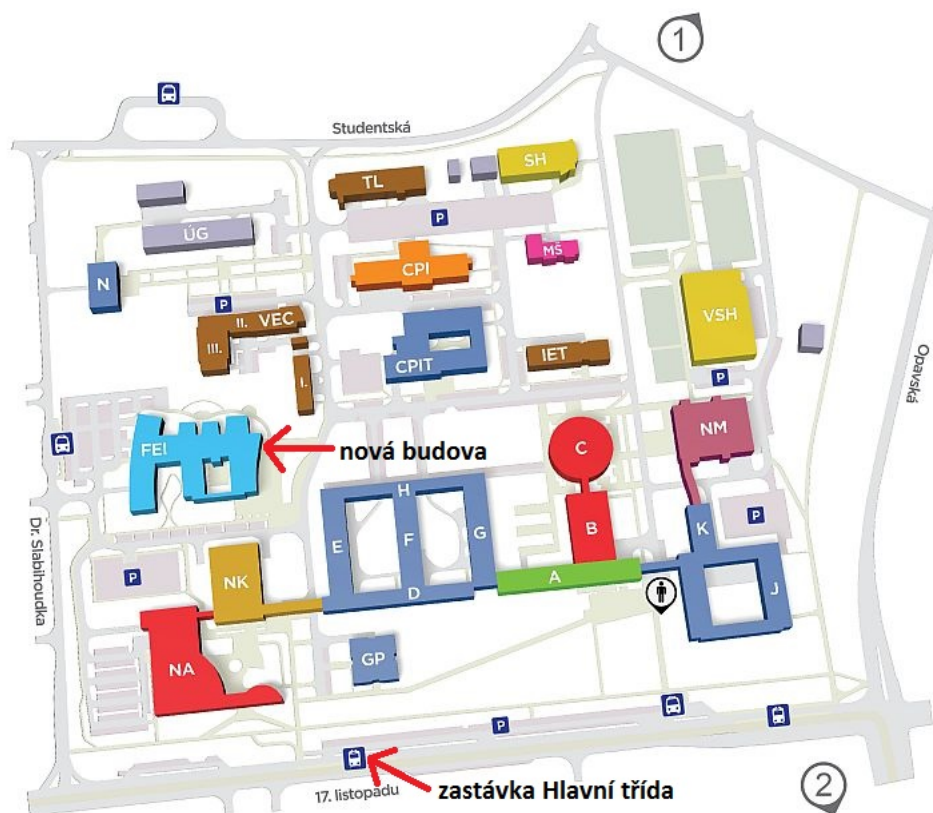 1
Studentská
SH
TL
P
ÚG
MŠ
CPI
N
P
VSH
II. VEC
III.
CPIT
IET
I.
P
Opavská
NM
FEI
nová budova
C
H
P
K
B
E
F
G
Dr. Slabihoudka
P
NK
A
J
D
GP
NA
P
zastávka Hlavní třída
17. listopadu
2